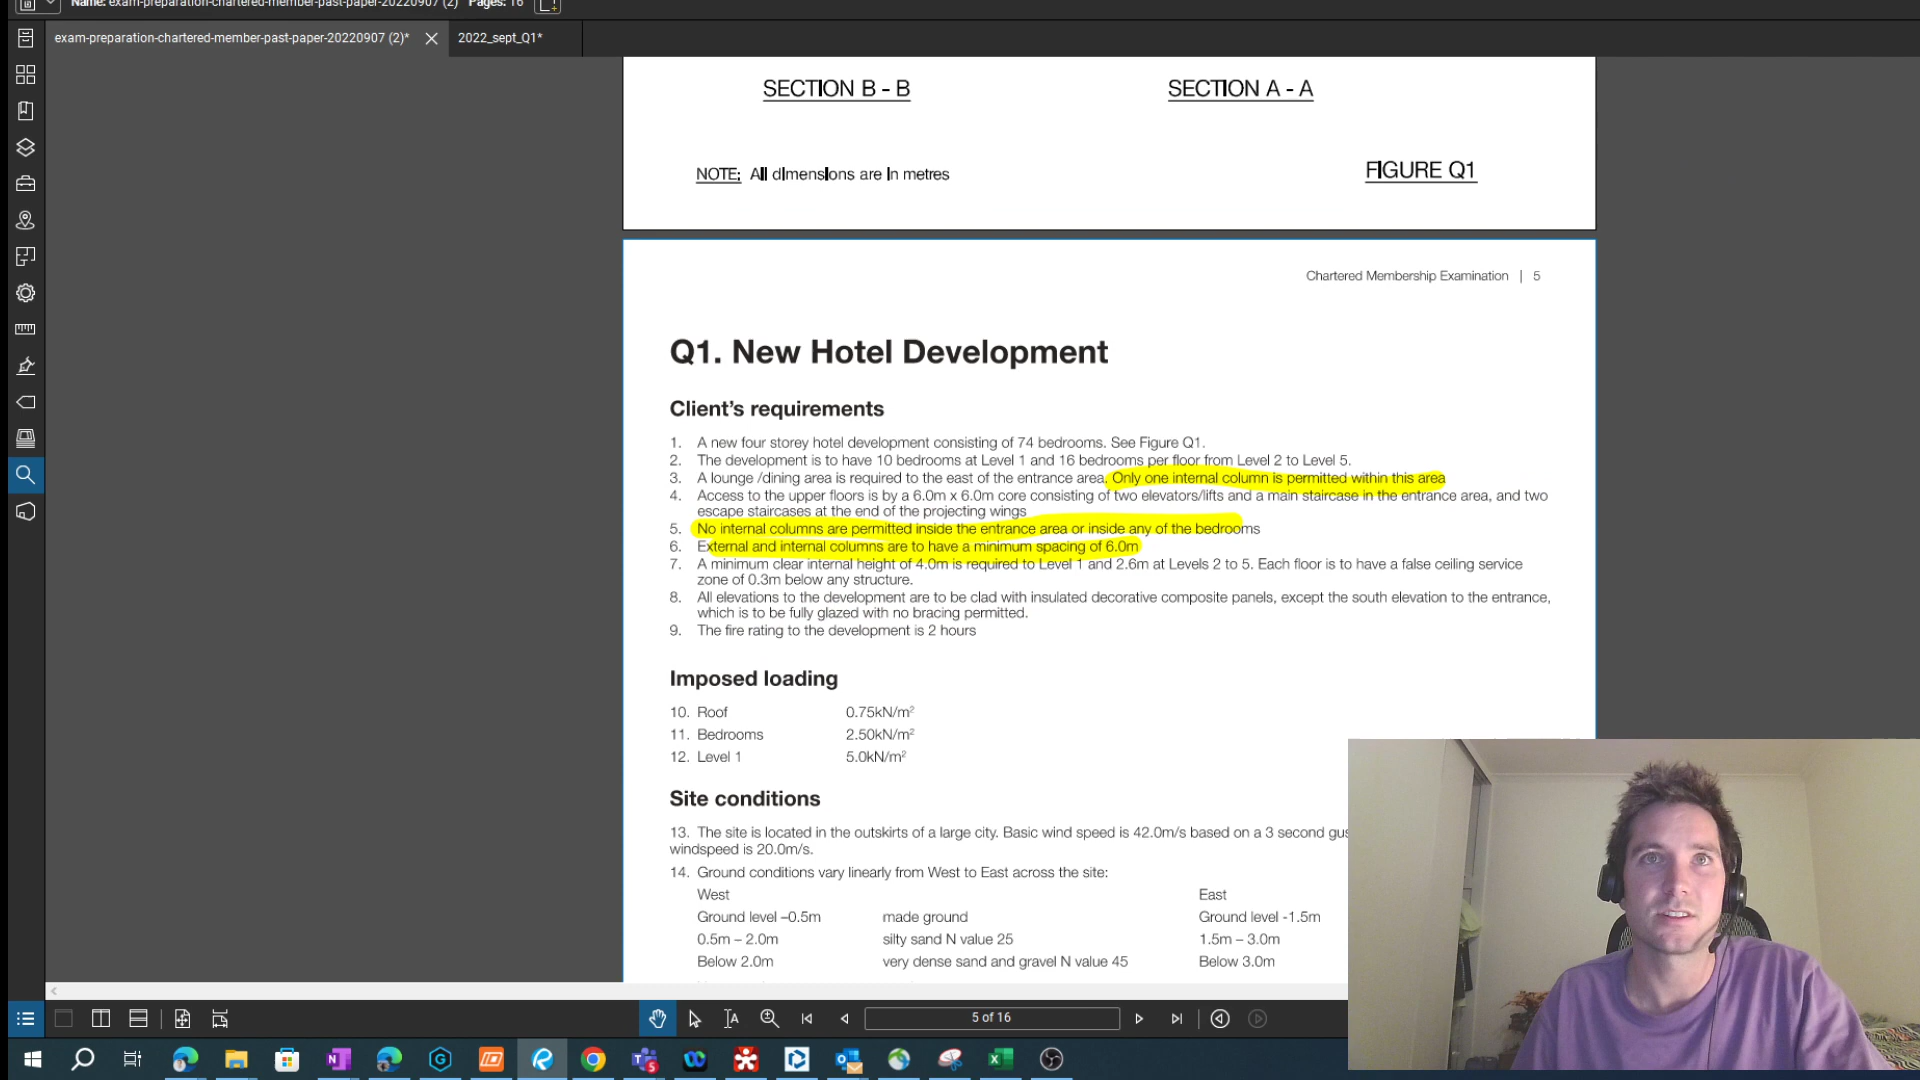 Name: exam-preparation-chartered-member-past-paper-20220907 (2) Pages: 16
exam-preparation-chartered-member-past-paper-20220907 (2)*
2022_sept_Q1*
SECTION B - B
SECTION A - A
NOTE: All dimensions are in metres
FIGURE Q1
Chartered Membership Examination | 5
Q1. New Hotel Development
Client's requirements
1. A new four storey hotel development consisting of 74 bedrooms. See Figure Q1.
2. The development is to have 10 bedrooms at Level 1 and 16 bedrooms per floor from Level 2 to Level 5.
3. A lounge /dining area is required to the east of the entrance area. Only one internal column is permitted within this area
4. Access to the upper floors is by a 6.0m x 6.0m core consisting of two elevators/lifts and a main staircase in the entrance area, and two
escape staircases at the end of the projecting wings
5. No internal columns are permitted inside the entrance area or inside any of the bedrooms
6. External and internal columns are to have a minimum spacing of 6.0m
7. A minimum clear internal height of 4.0m is required to Level 1 and 2.6m at Levels 2 to 5. Each floor is to have a false ceiling service
zone of 0.3m below any structure.
8. All elevations to the development are to be clad with insulated decorative composite panels, except the south elevation to the entrance,
which is to be fully glazed with no bracing permitted.
9. The fire rating to the development is 2 hours
Imposed loading
10. Roof 0.75kN/m²
11. Bedrooms 2.50kN/m²
12. Level 1 5.0kN/m²
Site conditions
13. The site is located in the outskirts of a large city. Basic wind speed is 42.0m/s based on a 3 second gus
windspeed is 20.0m/s.
14. Ground conditions vary linearly from West to East across the site:
West East
Ground level –0.5m made ground Ground level -1.5m
0.5m – 2.0m silty sand N value 25 1.5m – 3.0m
Below 2.0m very dense sand and gravel N value 45 Below 3.0m
5 of 16